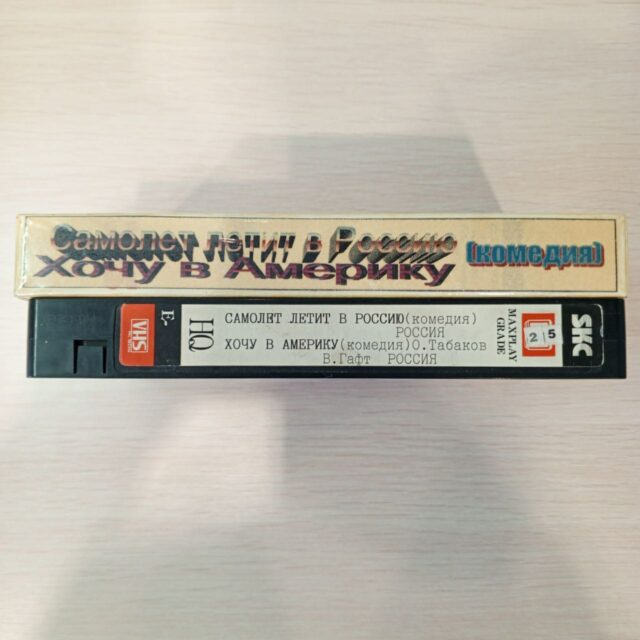 Самолет летит в Россию
Хочу в Америку
(комедия)
VHS
E-
HQ
САМОЛЕТ ЛЕТИТ В РОССИЮ(комедия)
РОССИЯ
ХОЧУ В АМЕРИКУ(комедия)О.Табаков
В.Гафт РОССИЯ
MAXPLAY
GRADE
215
SKC